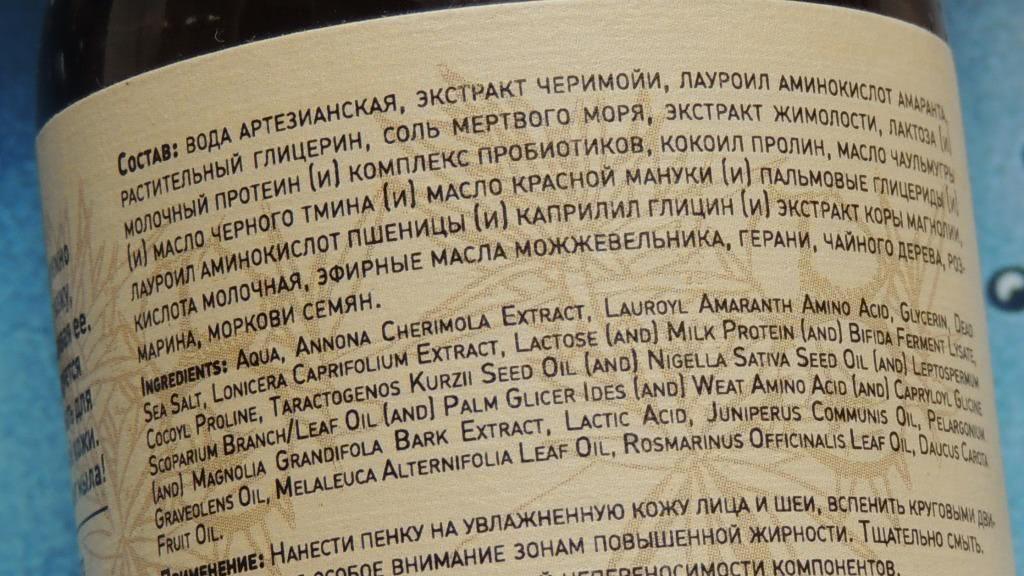 Состав: вода артезианская, экстракт черимойи, лауроил аминокислот амаранта,
растительный глицерин, соль мертвого моря, экстракт жимолости, лактоза (и)
молочный протеин (и) комплекс пробиотиков, кокоил пролин, масло чаульмугры
(и) масло черного тмина (и) масло красной мануки (и) пальмовые глицериды (и)
лауроил аминокислот пшеницы (и) каприлил глицин (и) экстракт коры магнолии,
кислота молочная, эфирные масла можжевельника, герани, чайного дерева, роз-
марина, моркови семян.
Ingredients: Aqua, Annona Cherimola Extract, Lauroyl Amaranth Amino Acid, Glycerin, Dead
Sea Salt, Lonicera Caprifolium Extract, Lactose (and) Milk Protein (and) Bifida Ferment Lysate,
Cocoyl Proline, Taractogenos Kurzii Seed Oil (and) Nigella Sativa Seed Oil (and) Leptospermum
Scoparium Branch/Leaf Oil (and) Palm Glicer Ides (and) Weat Amino Acid (and) Capryloyl Glicine
(and) Magnolia Grandifola Bark Extract, Lactic Acid, Juniperus Communis Oil, Pelargonium
Graveolens Oil, Melaleuca Alternifolia Leaf Oil, Rosmarinus Officinalis Leaf Oil, Daucus Carota
Fruit Oil.
Применение: Нанести пенку на увлажненную кожу лица и шеи, вспенить круговыми дви-
особое внимание зонам повышенной жирности. Тщательно смыть.
непереносимости компонентов.
ее.
для